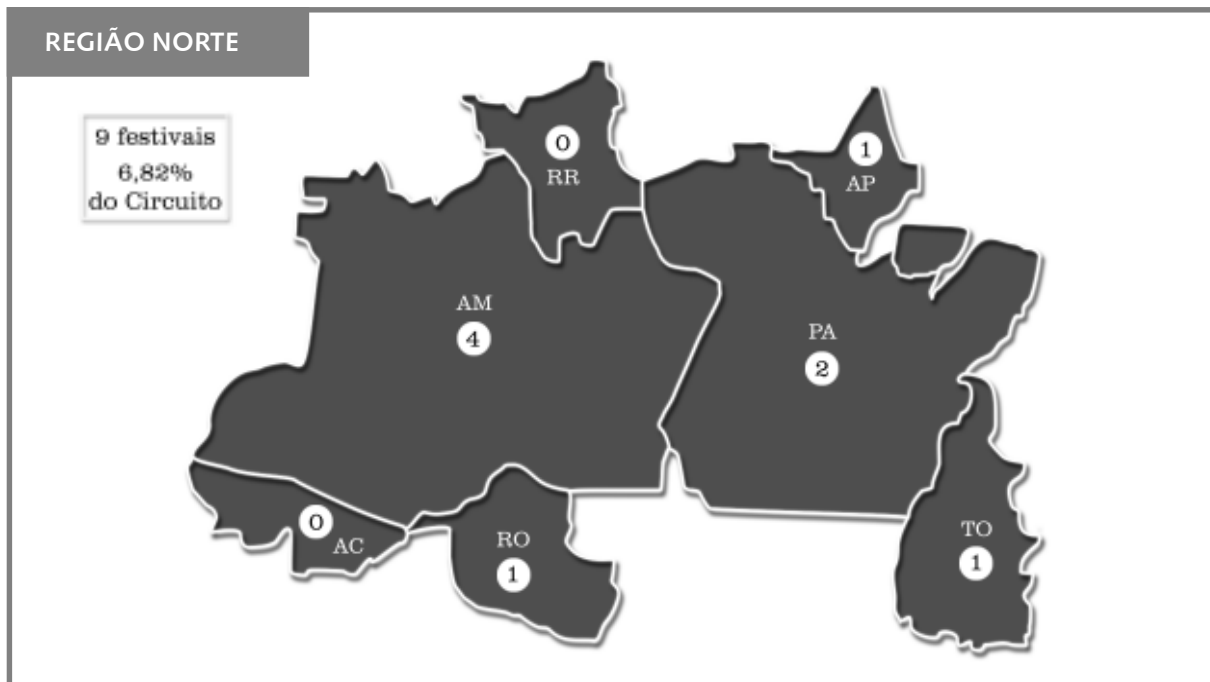 REGIÃO NORTE
9 festivais
6,82%
do Circuito
0
RR
1
AP
AM
4
PA
2
0
AC
RO
1
TO
1